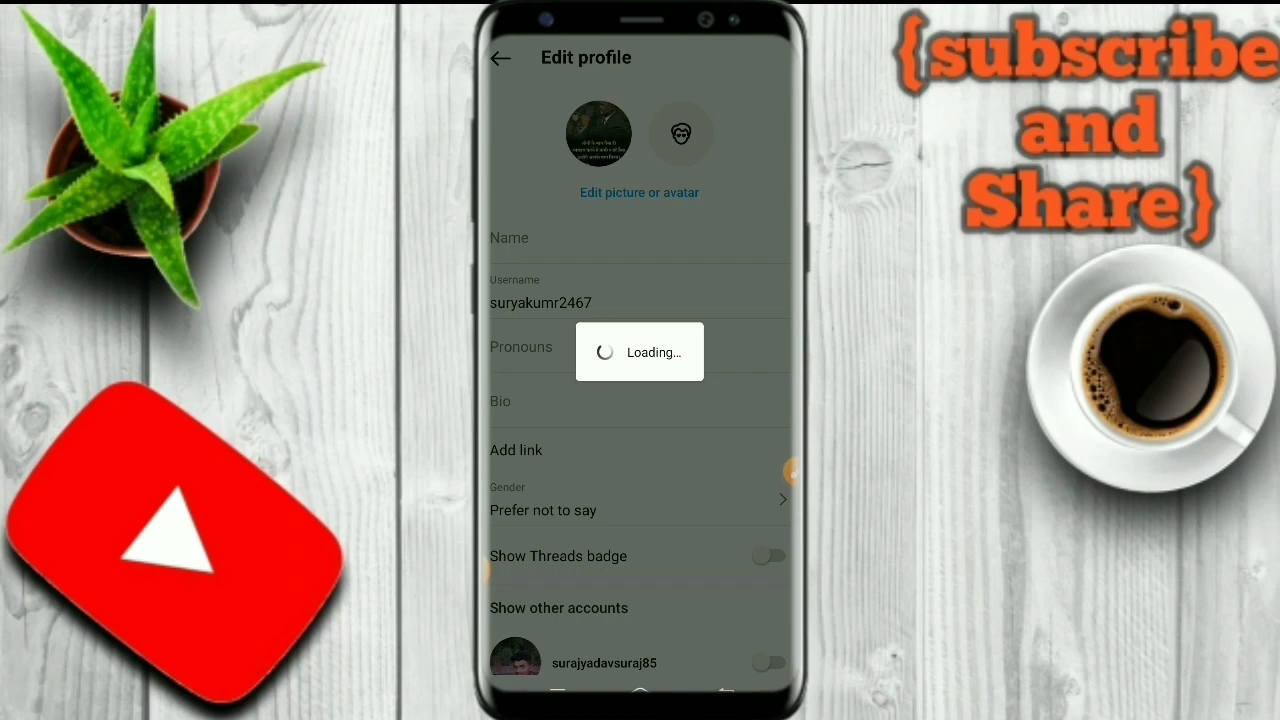 Edit profile
Edit picture or avatar
Name
Username
suryakumr2467
Pronouns
Loading...
Bio
Add link
Gender
Prefer not to say
Show Threads badge
Show other accounts
surajyadavsuraj85
{subscribe
and
Share}